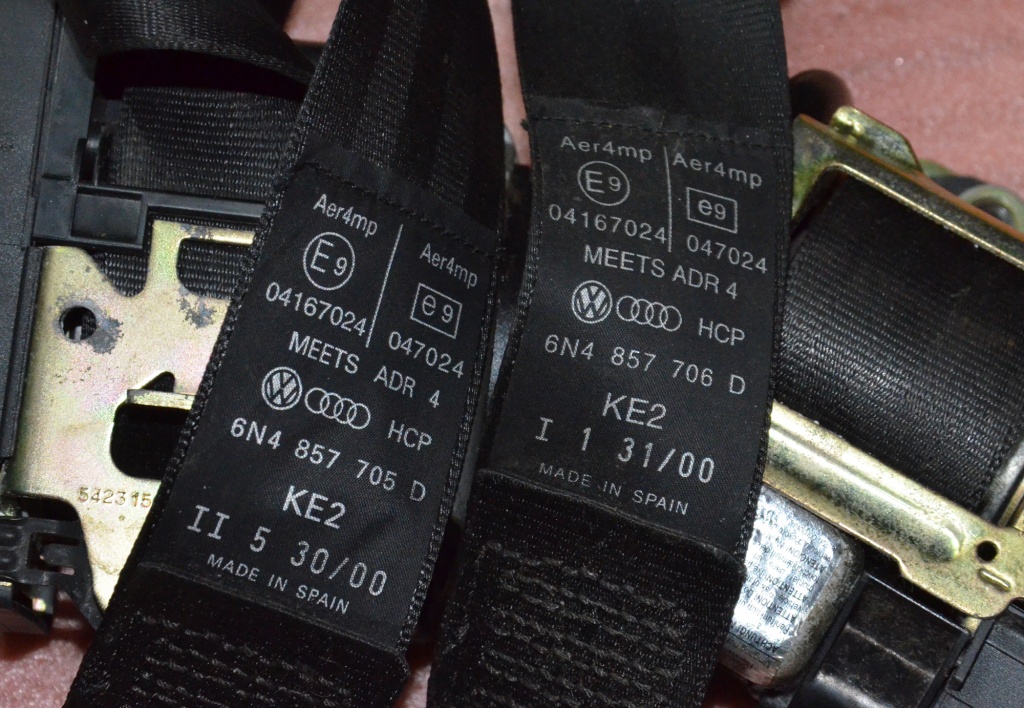 Aer4mp
E9
04167024
Aer4mp
e9
047024
MEETS ADR 4
HCP
6N4 857 705 D
KE2
II 5 30/00
MADE IN SPAIN
Aer4mp
E9
04167024
Aer4mp
e9
047024
MEETS ADR 4
HCP
6N4 857 706 D
KE2
I 1 31/00
MADE IN SPAIN
542315